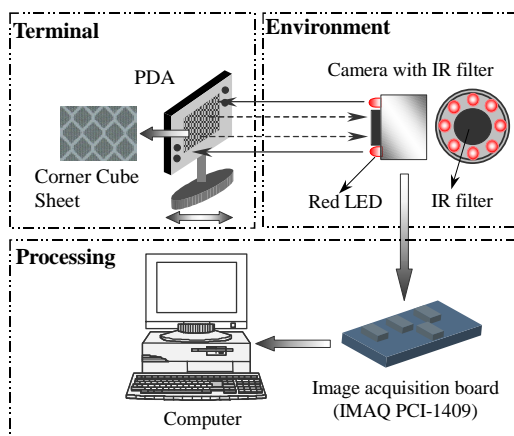 Terminal
Environment
PDA
Camera with IR filter
Corner Cube
Sheet
Red LED
IR filter
Processing
Computer
Image acquisition board
(IMAQ PCI-1409)